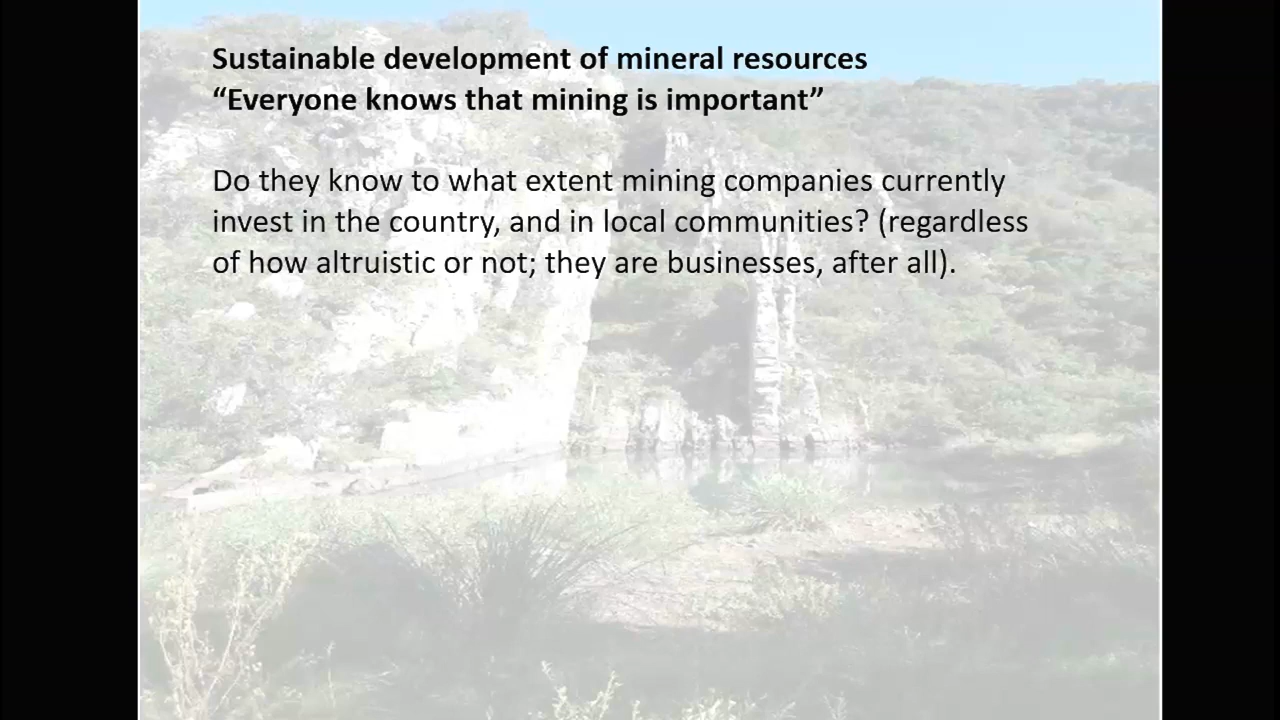 Sustainable development of mineral resources
“Everyone knows that mining is important”
Do they know to what extent mining companies currently
invest in the country, and in local communities? (regardless
of how altruistic or not; they are businesses, after all).